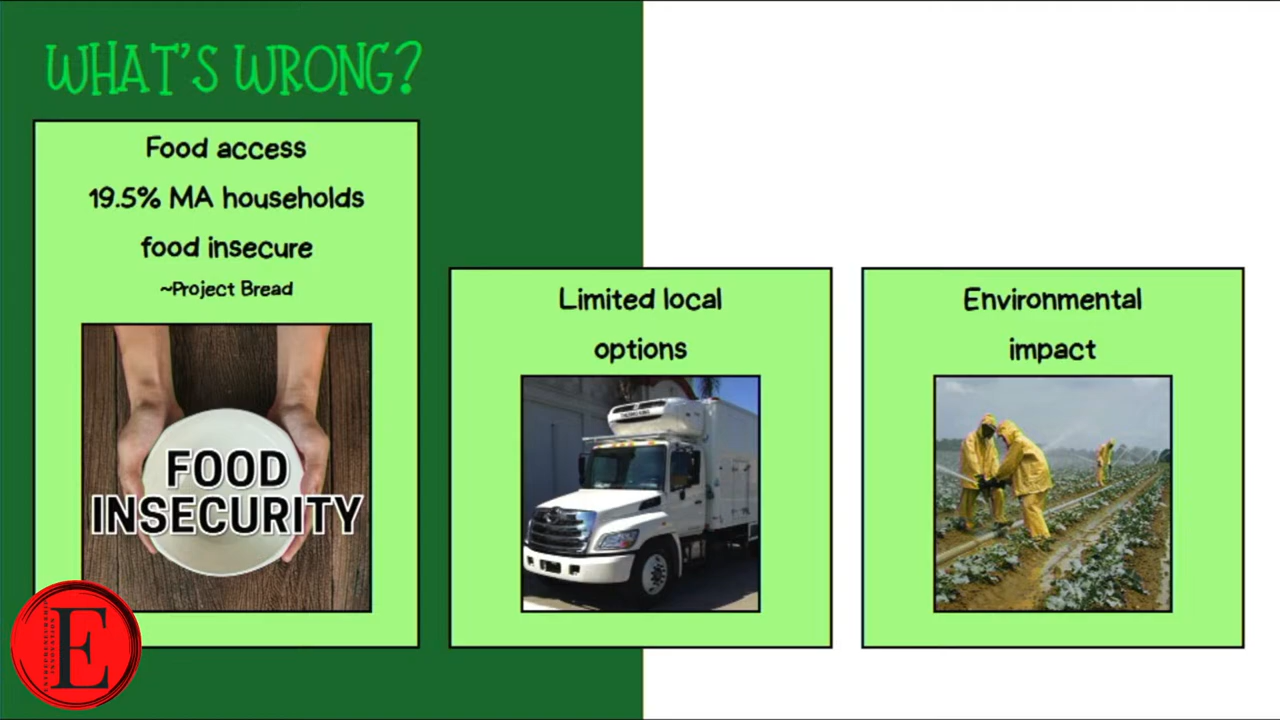 WHAT'S WRONG?
Food access
19.5% MA households
food insecure
~Project Bread
FOOD
INSECURITY
Limited local
options
Environmental
impact
E